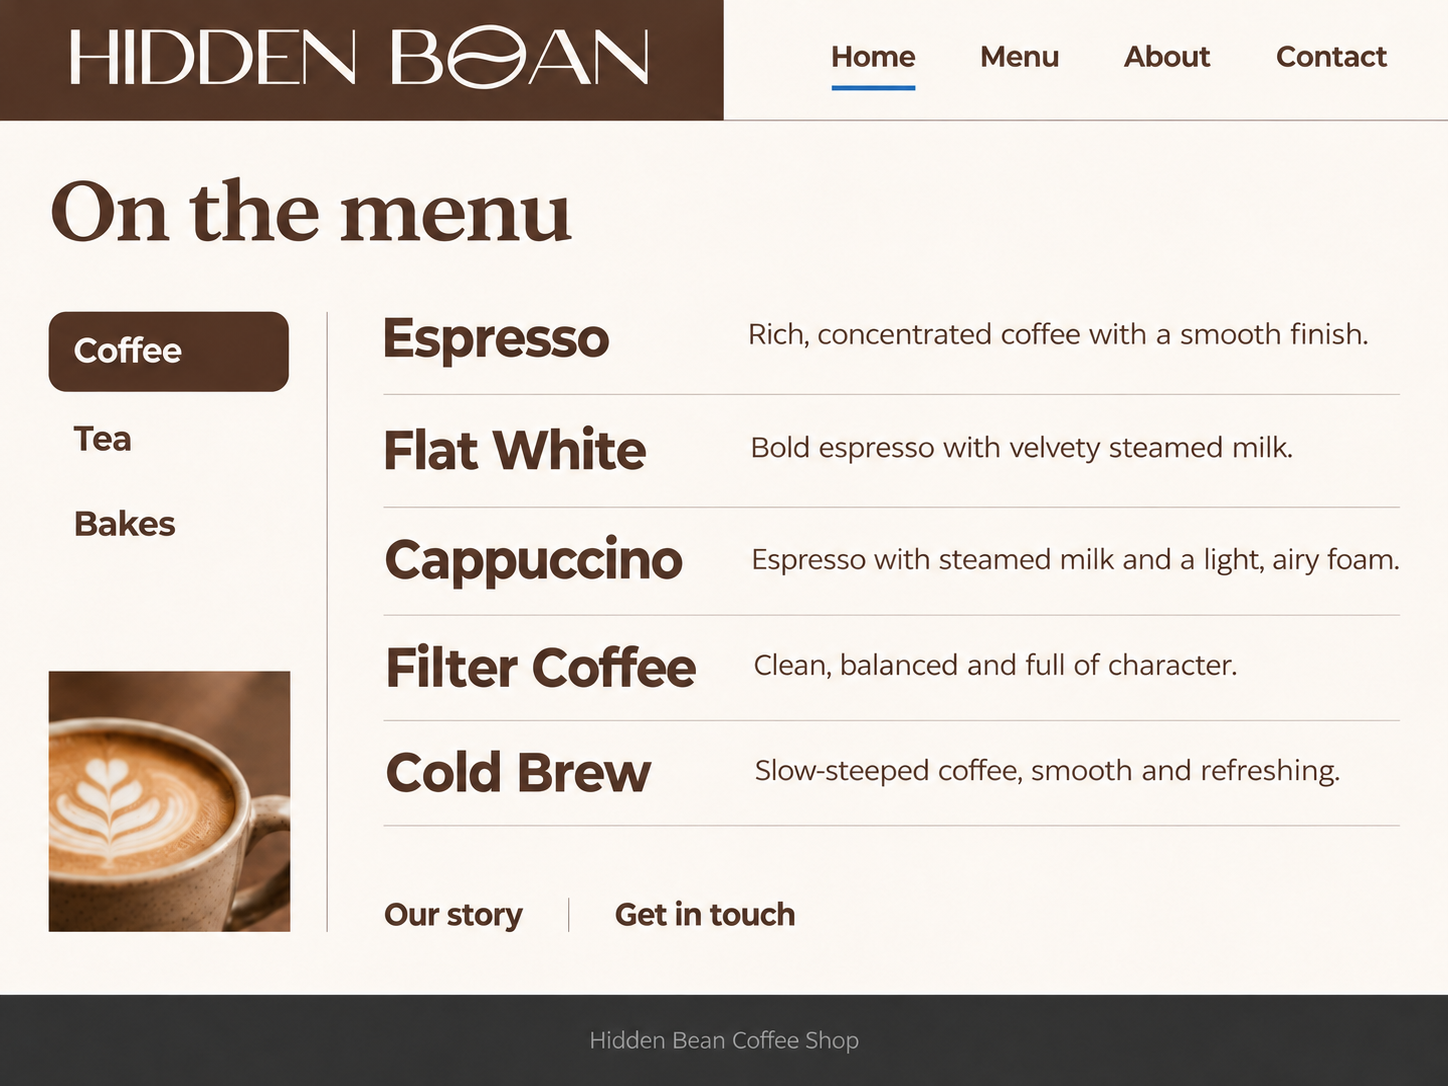 HIDDEN BEAN
Home Menu About Contact
On the menu
Coffee
Tea
Bakes
Espresso Rich, concentrated coffee with a smooth finish.
Flat White Bold espresso with velvety steamed milk.
Cappuccino Espresso with steamed milk and a light, airy foam.
Filter Coffee Clean, balanced and full of character.
Cold Brew Slow-steeped coffee, smooth and refreshing.
Our story Get in touch
Hidden Bean Coffee Shop